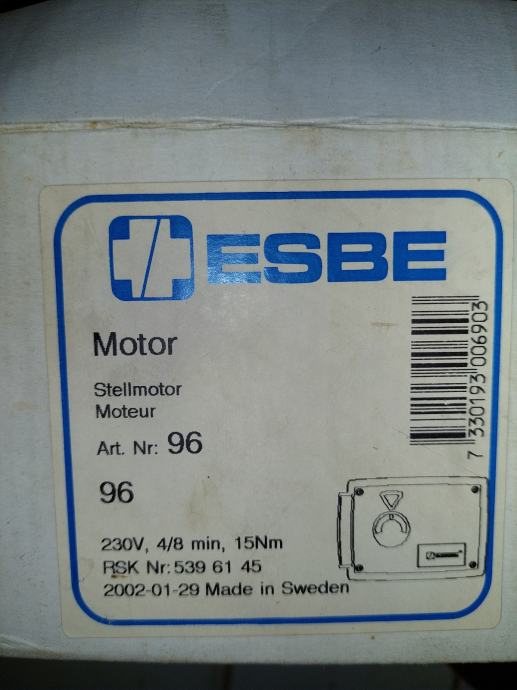 ESBE
Motor
Stellmotor
Moteur
Art. Nr: 96
96
230V, 4/8 min, 15Nm
RSK Nr: 539 61 45
2002-01-29 Made in Sweden
7 330193 006903